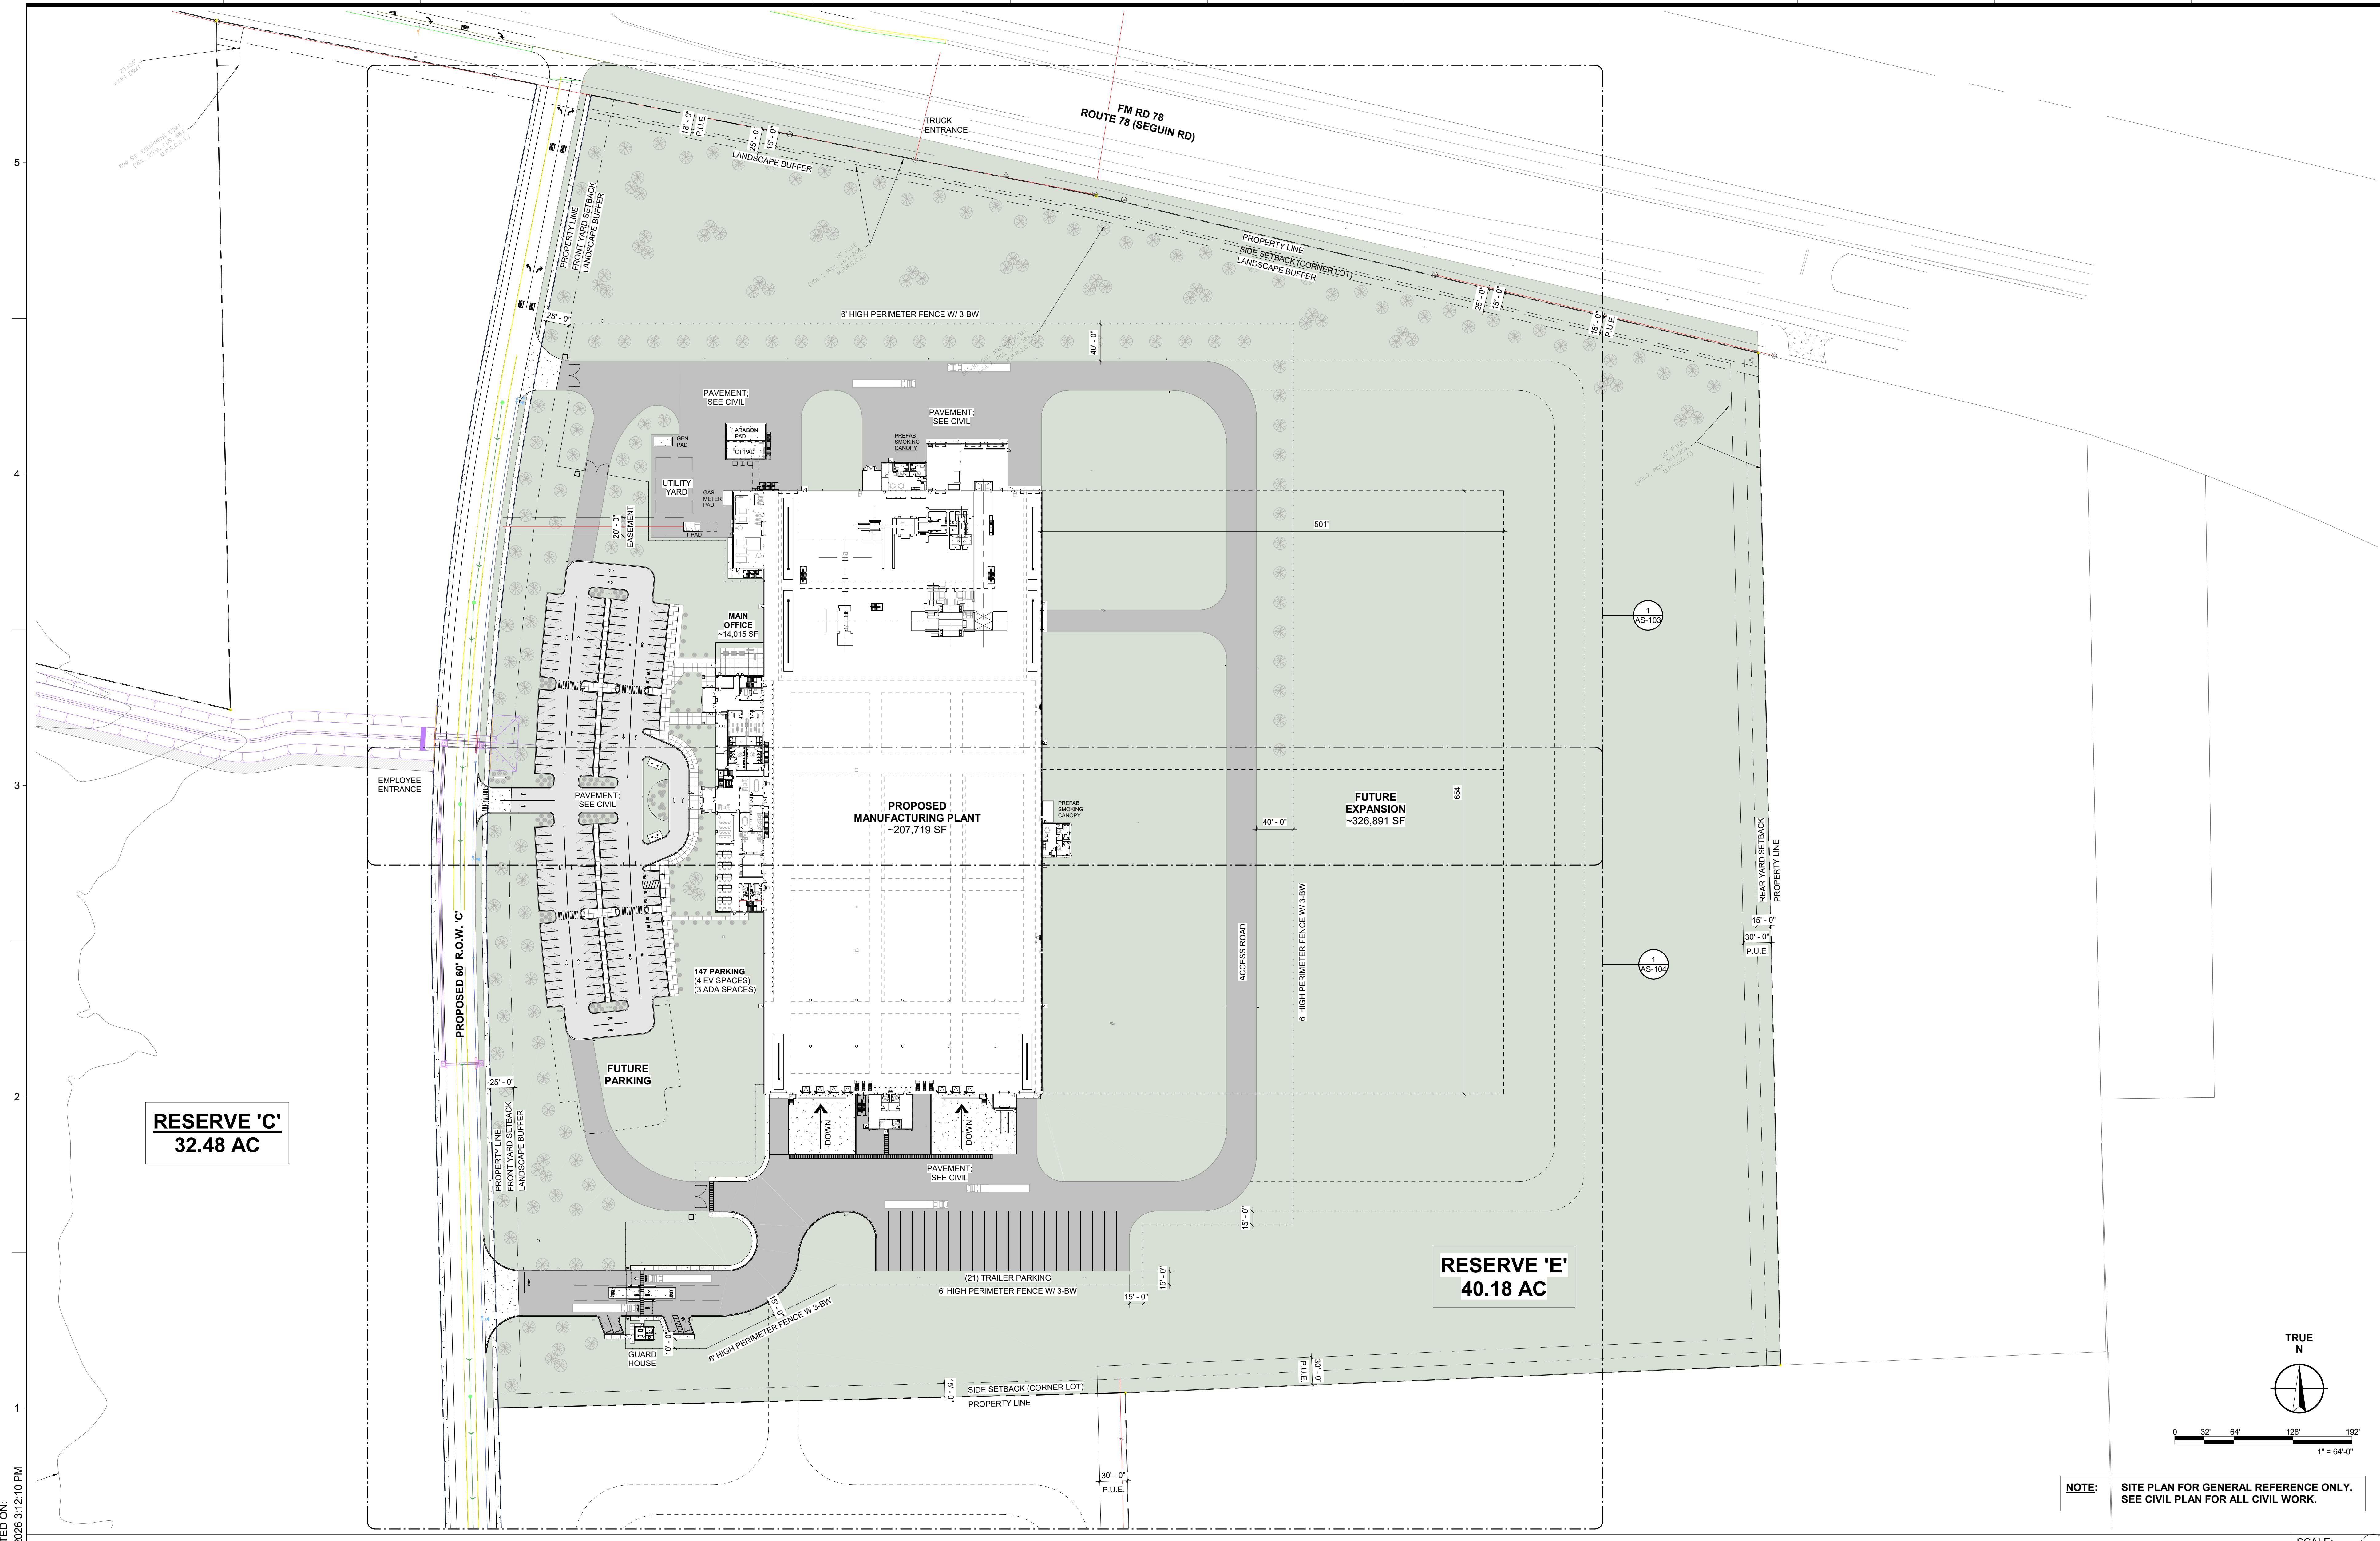 FM RD 78
ROUTE 78 (SEGUIN RD)
TRUCK
ENTRANCE
18' - 0"
P.U.E.
25' - 0"
15' - 0"
LANDSCAPE BUFFER
5
PROPERTY LINE
FRONT YARD SETBACK
LANDSCAPE BUFFER
PROPERTY LINE
SIDE SETBACK (CORNER LOT)
LANDSCAPE BUFFER
25' - 0"
15' - 0"
18' - 0"
P.U.E.
25' - 0"
6' HIGH PERIMETER FENCE W/ 3-BW
40' - 0"
PAVEMENT;
SEE CIVIL
PAVEMENT;
SEE CIVIL
ARAGON
PAD
CT PAD
GEN
PAD
PREFAB
SMOKING
CANOPY
4
UTILITY
YARD
GAS
METER
PAD
20' - 0"
EASEMENT
T PAD
501'
MAIN
OFFICE
~14,015 SF
1
AS-103
EMPLOYEE
ENTRANCE
3
PAVEMENT;
SEE CIVIL
PROPOSED
MANUFACTURING PLANT
~207,719 SF
PREFAB
SMOKING
CANOPY
40' - 0"
FUTURE
EXPANSION
~326,891 SF
654'
REAR YARD SETBACK
PROPERTY LINE
15' - 0"
30' - 0"
P.U.E.
PROPOSED 60' R.O.W. 'C'
147 PARKING
(4 EV SPACES)
(3 ADA SPACES)
ACCESS ROAD
6' HIGH PERIMETER FENCE W/ 3-BW
1
AS-104
FUTURE
PARKING
25' - 0"
2
RESERVE 'C'
32.48 AC
PROPERTY LINE
FRONT YARD SETBACK
LANDSCAPE BUFFER
DOWN
DOWN
PAVEMENT;
SEE CIVIL
15' - 0"
(21) TRAILER PARKING
15' - 0"
6' HIGH PERIMETER FENCE W/ 3-BW
15' - 0"
15' - 0"
6' HIGH PERIMETER FENCE W 3-BW
10' - 0"
GUARD
HOUSE
RESERVE 'E'
40.18 AC
15' - 0"
SIDE SETBACK (CORNER LOT)
PROPERTY LINE
30' - 0"
P.U.E.
1
30' - 0"
P.U.E.
TRUE
N
0 32' 64' 128' 192'
1" = 64'-0"
NOTE: SITE PLAN FOR GENERAL REFERENCE ONLY.
SEE CIVIL PLAN FOR ALL CIVIL WORK.
3:12:10 PM
SCALE: